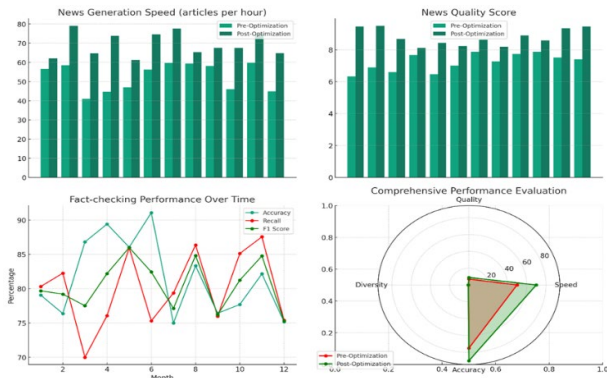 News Generation Speed (articles per hour)
80
70
60
50
40
30
20
10
0
Pre-Optimization
Post-Optimization
News Quality Score
8
6
4
2
0
Pre-Optimization
Post-Optimization
Fact-checking Performance Over Time
Percentage
90
85
80
75
70
2
4
6
8
10
12
Month
Accuracy
Recall
F1 Score
Comprehensive Performance Evaluation
1.0
0.8
0.6
0.4
0.2
0.0
0.2
0.4
0.6
0.8
1.0
Quality
Diversity
Speed
Accuracy
20
40
60
80
Pre-Optimization
Post-Optimization